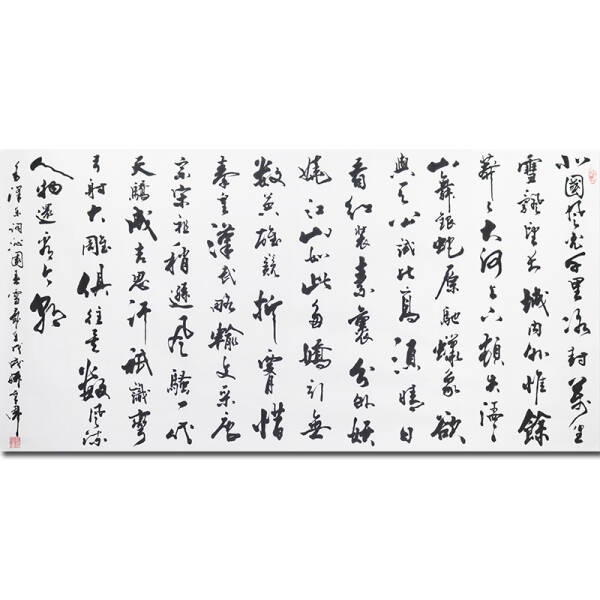 北國風光千里冰封萬里
雪飄望長城內外惟餘
莽々大河上下頓失滔々
山舞銀蛇原馳蠟象欲
與天公試比高須晴日
看紅裝素裹分外妖
嬈江山如此多嬌引無
數英雄競折腰惜
秦皇漢武略輸文采唐
宗宋祖稍遜風騷一代
天驕成吉思汗祇識彎
弓射大雕俱往矣數風流
人物還看今朝
毛澤東詞沁園春雪